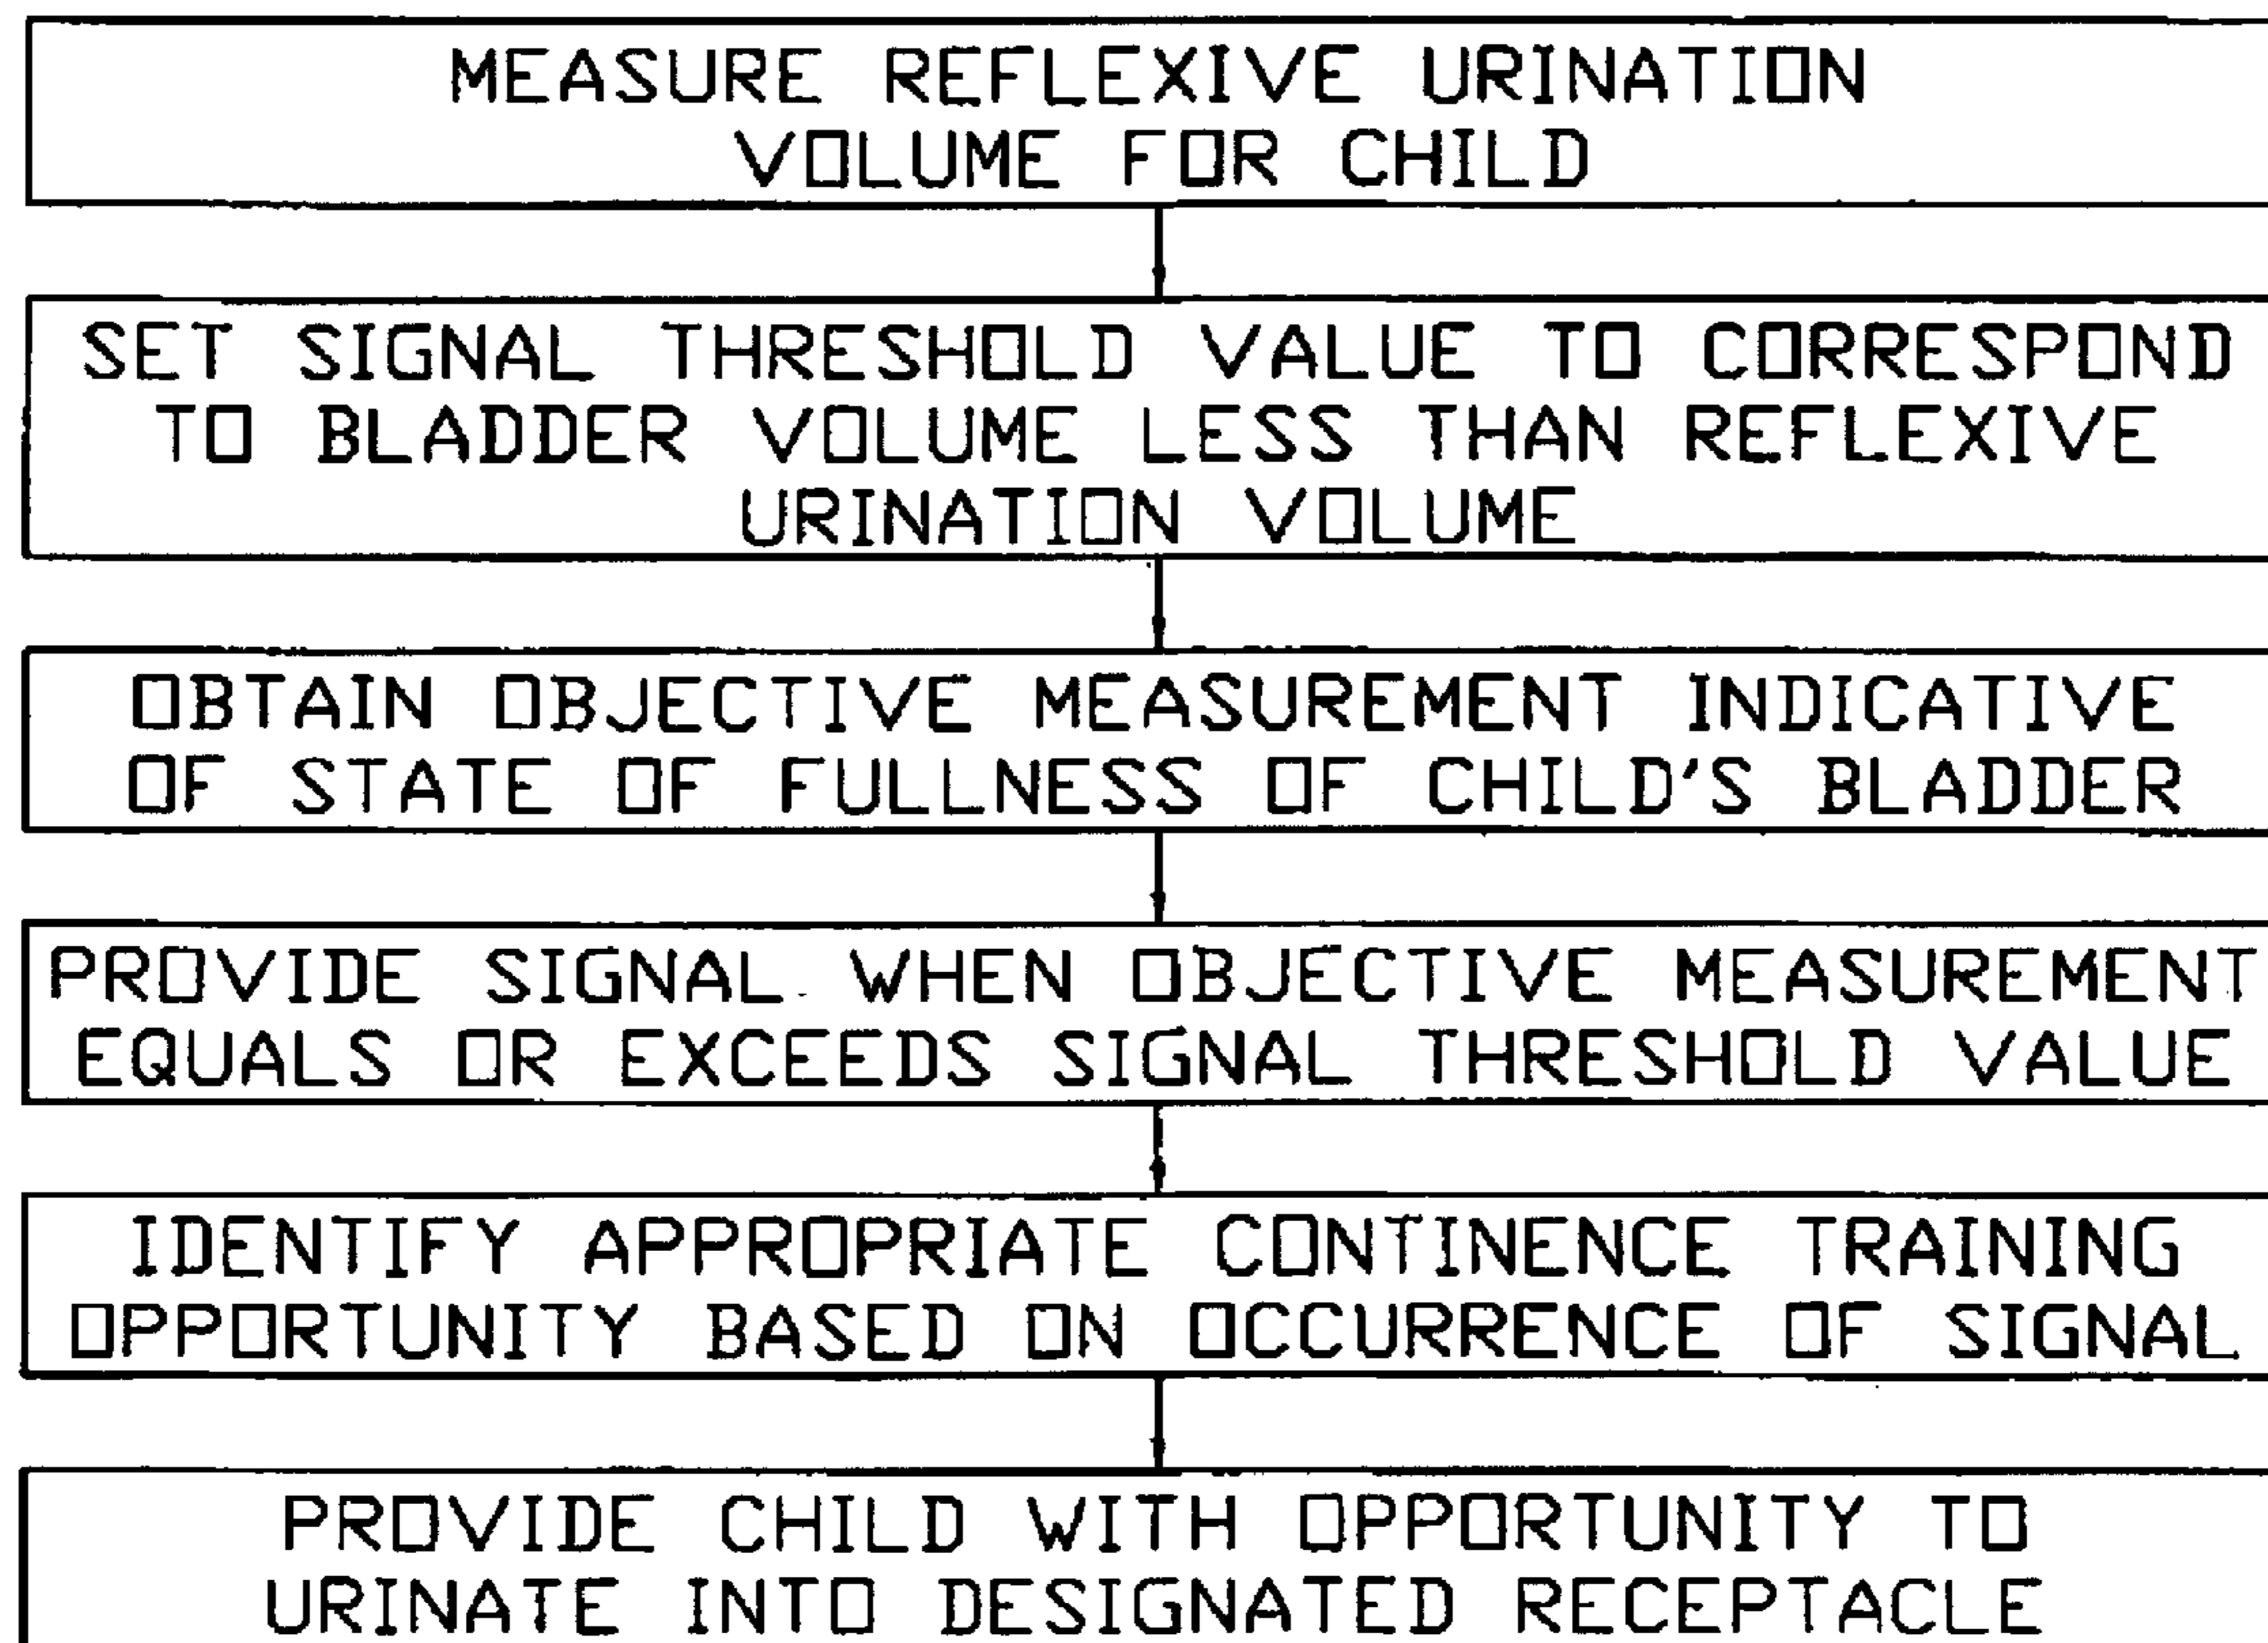 MEASURE REFLEXIVE URINATION
VOLUME FOR CHILD
SET SIGNAL THRESHOLD VALUE TO CORRESPOND
TO BLADDER VOLUME LESS THAN REFLEXIVE
URINATION VOLUME
OBTAIN OBJECTIVE MEASUREMENT INDICATIVE
OF STATE OF FULLNESS OF CHILD'S BLADDER
PROVIDE SIGNAL WHEN OBJECTIVE MEASUREMENT
EQUALS OR EXCEEDS SIGNAL THRESHOLD VALUE
IDENTIFY APPROPRIATE CONTINENCE TRAINING
OPPORTUNITY BASED ON OCCURRENCE OF SIGNAL
PROVIDE CHILD WITH OPPORTUNITY TO
URINATE INTO DESIGNATED RECEPTACLE